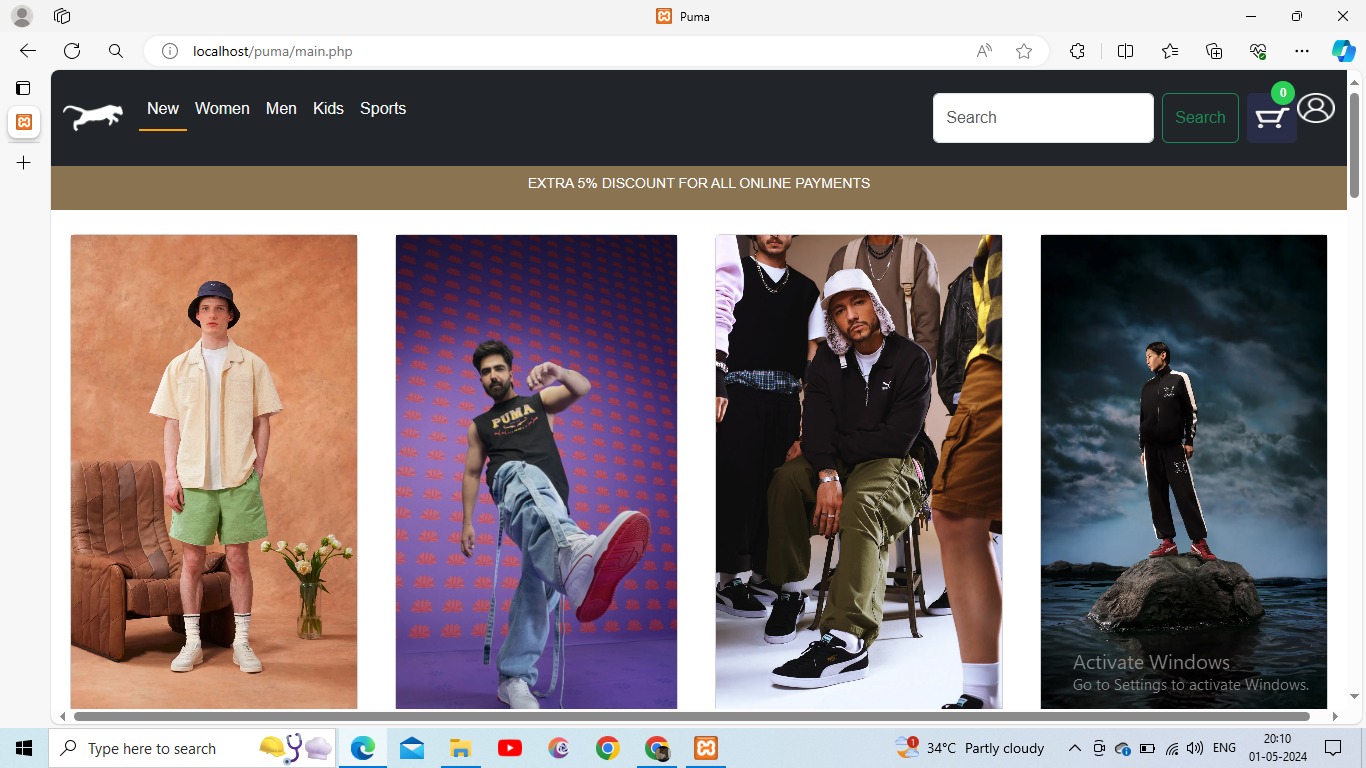 Puma
localhost/puma/main.php
New Women Men Kids Sports
Search
Search
0
EXTRA 5% DISCOUNT FOR ALL ONLINE PAYMENTS
PUMA
Activate Windows
Go to Settings to activate Windows.
Type here to search
1
34°C Partly cloudy
ENG
20:10
01-05-2024